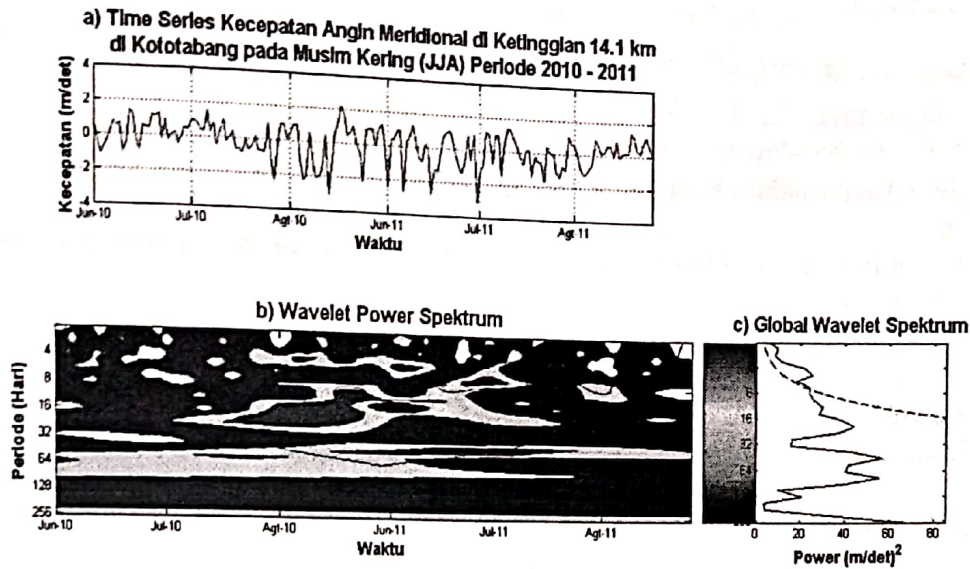 a) Time Series Kecepatan Angin Meridional di Ketinggian 14.1 km
di Kototabang pada Musim Kering (JJA) Periode 2010 - 2011
Kecepatan (m/det)
4
2
0
-2
-4
Jun-10
Jul-10
Agt-10
Jun-11
Jul-11
Agt-11
Waktu
b) Wavelet Power Spektrum
Periode (Hari)
4
8
16
32
64
128
256
Jun-10
Jul-10
Agt-10
Jun-11
Jul-11
Agt-11
Waktu
c) Global Wavelet Spektrum
16
32
64
0
20
40
60
80
Power (m/det)²